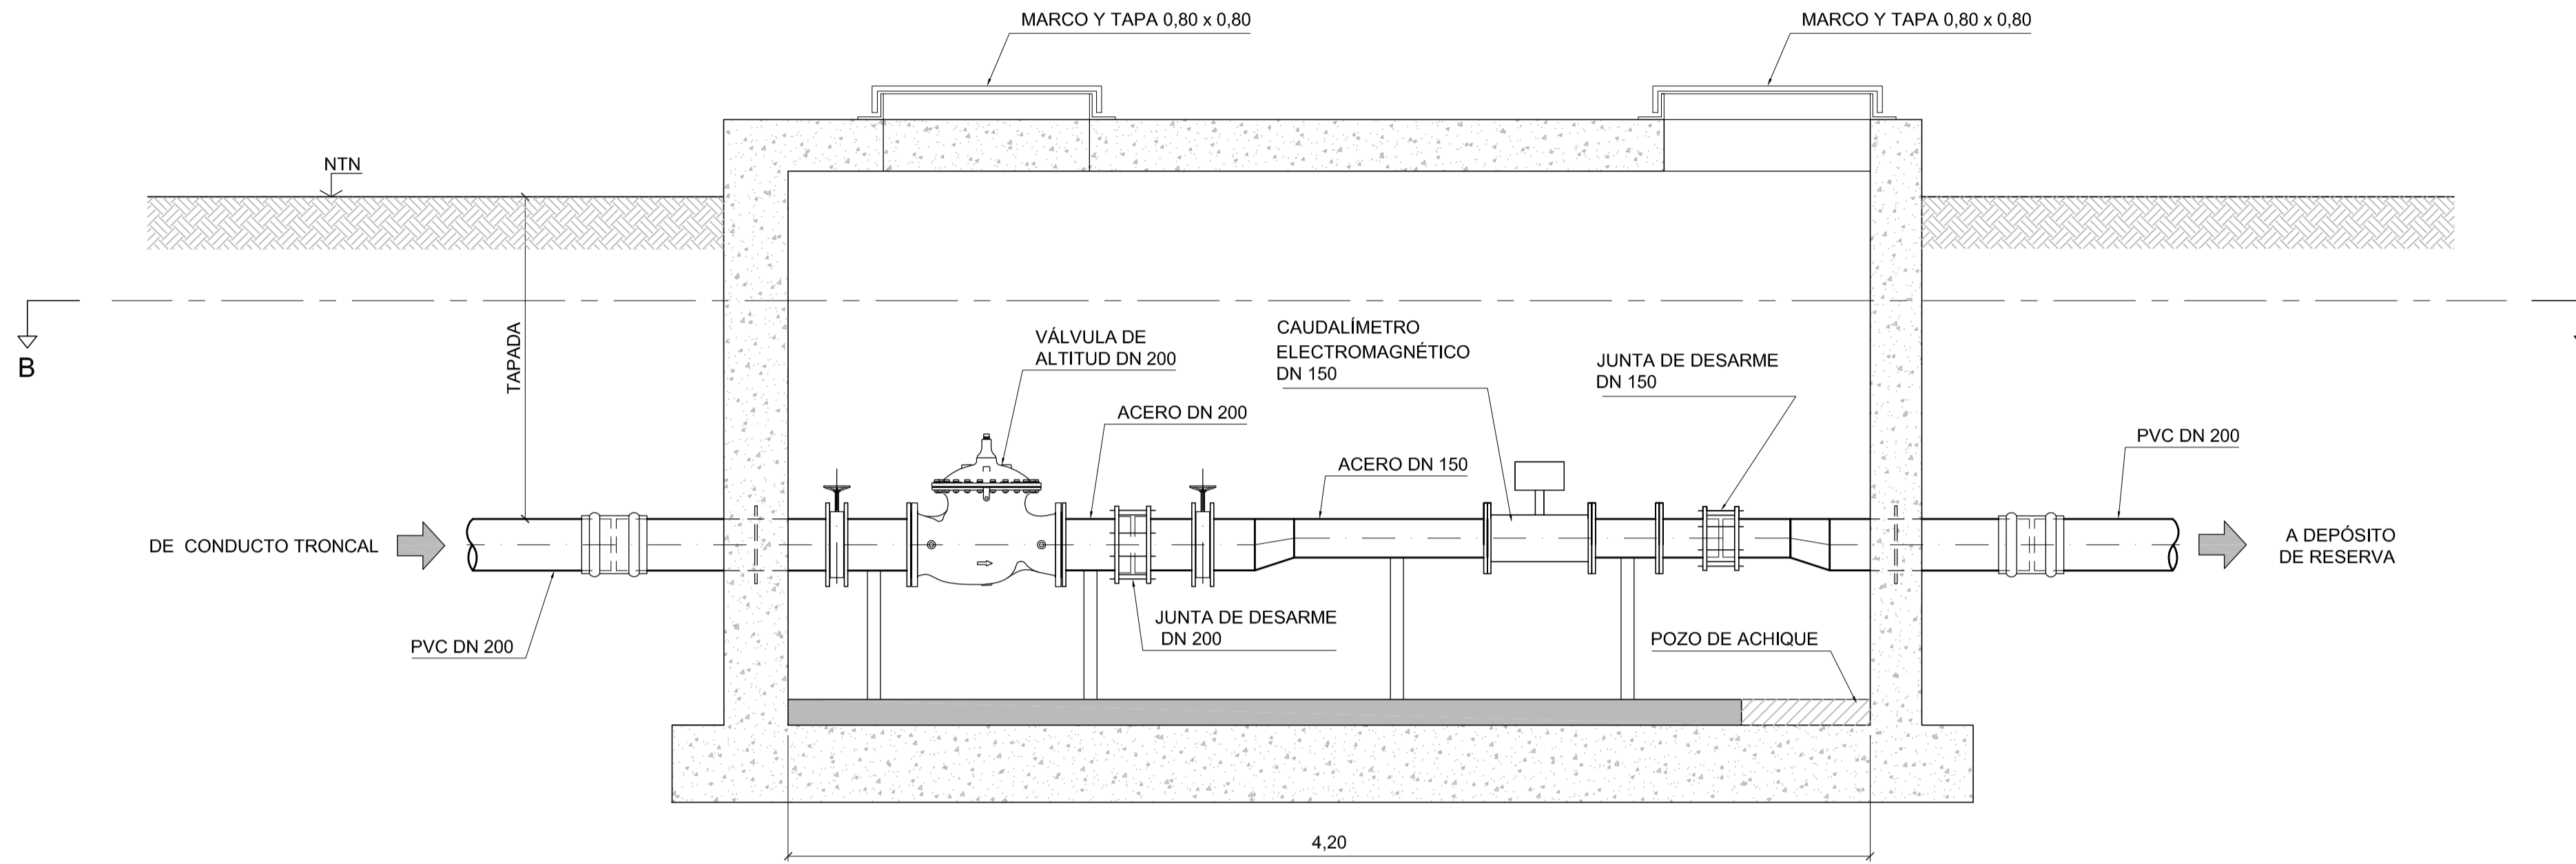 MARCO Y TAPA 0,80 x 0,80
MARCO Y TAPA 0,80 x 0,80
NTN
TAPADA
B
VÁLVULA DE
ALTITUD DN 200
CAUDALÍMETRO
ELECTROMAGNÉTICO
DN 150
JUNTA DE DESARME
DN 150
ACERO DN 200
ACERO DN 150
PVC DN 200
DE CONDUCTO TRONCAL
A DEPÓSITO
DE RESERVA
PVC DN 200
JUNTA DE DESARME
DN 200
POZO DE ACHIQUE
4,20